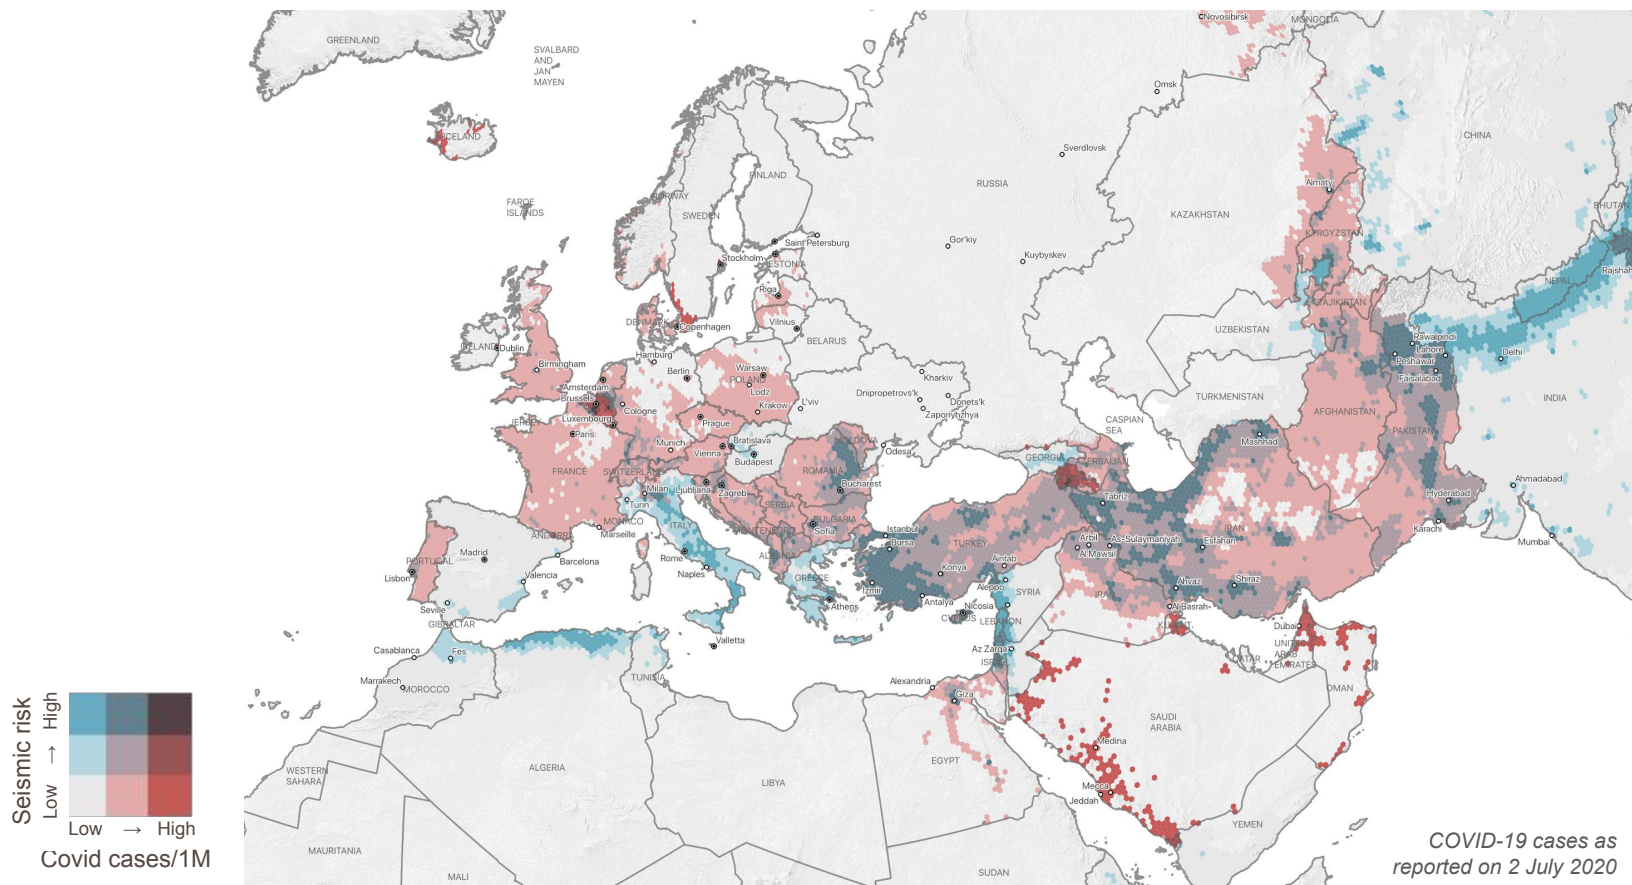 GREENLAND
SVALBARD
AND
JAN
MAYEN
ICELAND
FAROE
ISLANDS
NORWAY
SWEDEN
FINLAND
Novosibirsk
MONGOLIA
Omsk
Sverdlovsk
RUSSIA
CHINA
KAZAKHSTAN
Almaty
KYRGYZSTAN
BHUTAN
Saint Petersburg
Gor'kiy
Kuybyskev
Stockholm
ESTONIA
Riga
Vilnius
BELARUS
DENMARK
Copenhagen
IRELAND
Dublin
Birmingham
Hamburg
Berlin
Amsterdam
Brussels
Cologne
Luxembourg
JERSEY
Paris
Warsaw
POLAND
Lodz
Krakow
L'viv
Prague
Kharkiv
Dnipropetrovs'k
Donets'k
Zaporiyhzhya
TAJIKISTAN
UZBEKISTAN
TURKMENISTAN
NEPAL
Rajshahi
Rawalpindi
Lahore
Peshawar
Faisalabad
Delhi
INDIA
AFGHANISTAN
PAKISTAN
Munich
Vienna
Bratislava
Budapest
MOLDOVA
Odesa
CASPIAN
SEA
GEORGIA
AZERBAIJAN
Mashhad
FRANCE
SWITZERLAND
Milan
Turin
Ljubljana
Zagreb
ROMANIA
Bucharest
SERBIA
BULGARIA
Sofia
MONTENEGRO
ITALY
MONACO
Marseille
ANDORRA
Barcelona
Madrid
PORTUGAL
Lisbon
Valencia
Seville
GIBRALTAR
Rome
Naples
ALBANIA
GREECE
Athens
Istanbul
Bursa
TURKEY
Izmir
Konya
Antalya
Aintab
Aleppo
Nicosia
CYPRUS
SYRIA
LEBANON
Az Zarqa
ISRAEL
Tabriz
Arbil
As-Sulaymaniyah
Al Mawsil
IRAQ
IRAN
Esfahan
Ahvaz
Shiraz
Al Basrah
KUWAIT
Hyderabad
Karachi
Ahmadabad
Mumbai
Dubai
UNITED
ARAB
EMIRATES
QATAR
OMAN
Casablanca
Fes
Marrakech
MOROCCO
Valletta
TUNISIA
Alexandria
Giza
EGYPT
SAUDI
ARABIA
Medina
Mecca
Jeddah
YEMEN
WESTERN
SAHARA
ALGERIA
LIBYA
MAURITANIA
MALI
SUDAN
Seismic risk
Low → High
Low → High
Covid cases/1M
COVID-19 cases as
reported on 2 July 2020